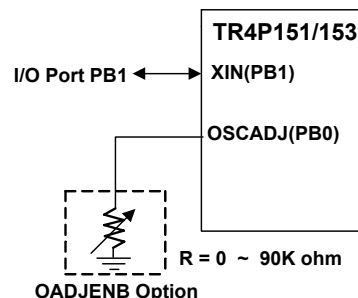 TR4P151/153
I/O Port PB1
XIN(PB1)
OSCADJ(PB0)
R = 0 ~ 90K ohm
OADJENB Option